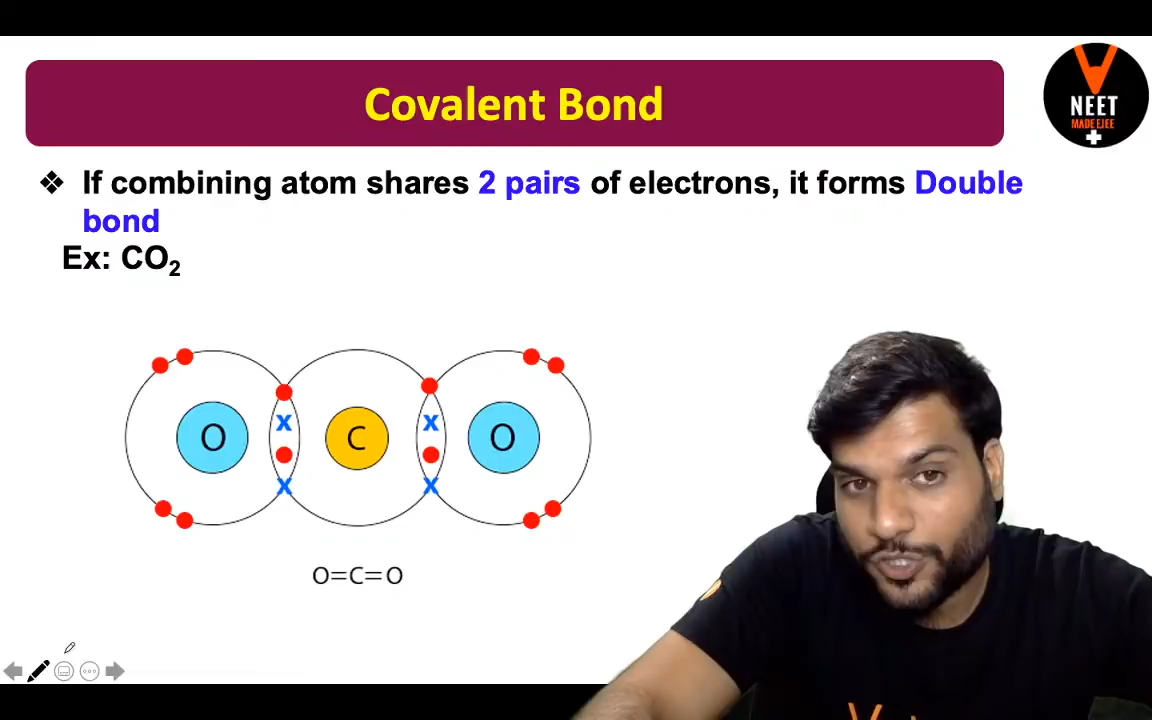 Covalent Bond
NEET
MADE EJEE
❖ If combining atom shares 2 pairs of electrons, it forms Double
bond
Ex: CO₂
x x
O C O
x x
O=C=O